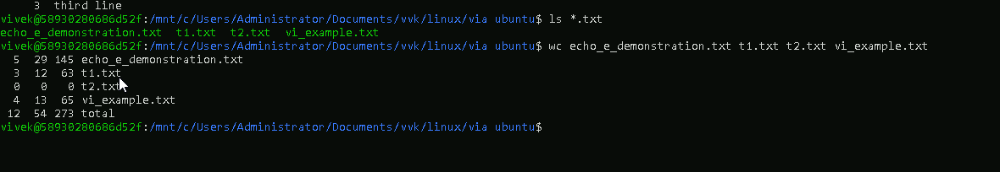 3  third line
vivek@58930280686d52f:/mnt/c/Users/Administrator/Documents/vvk/linux/via ubuntu$ ls *.txt
echo_e_demonstration.txt  t1.txt  t2.txt  vi_example.txt
vivek@58930280686d52f:/mnt/c/Users/Administrator/Documents/vvk/linux/via ubuntu$ wc echo_e_demonstration.txt t1.txt t2.txt vi_example.txt
  5  29 145 echo_e_demonstration.txt
  3  12  63 t1.txt
  0   0   0 t2.txt
  4  13  65 vi_example.txt
 12  54 273 total
vivek@58930280686d52f:/mnt/c/Users/Administrator/Documents/vvk/linux/via ubuntu$